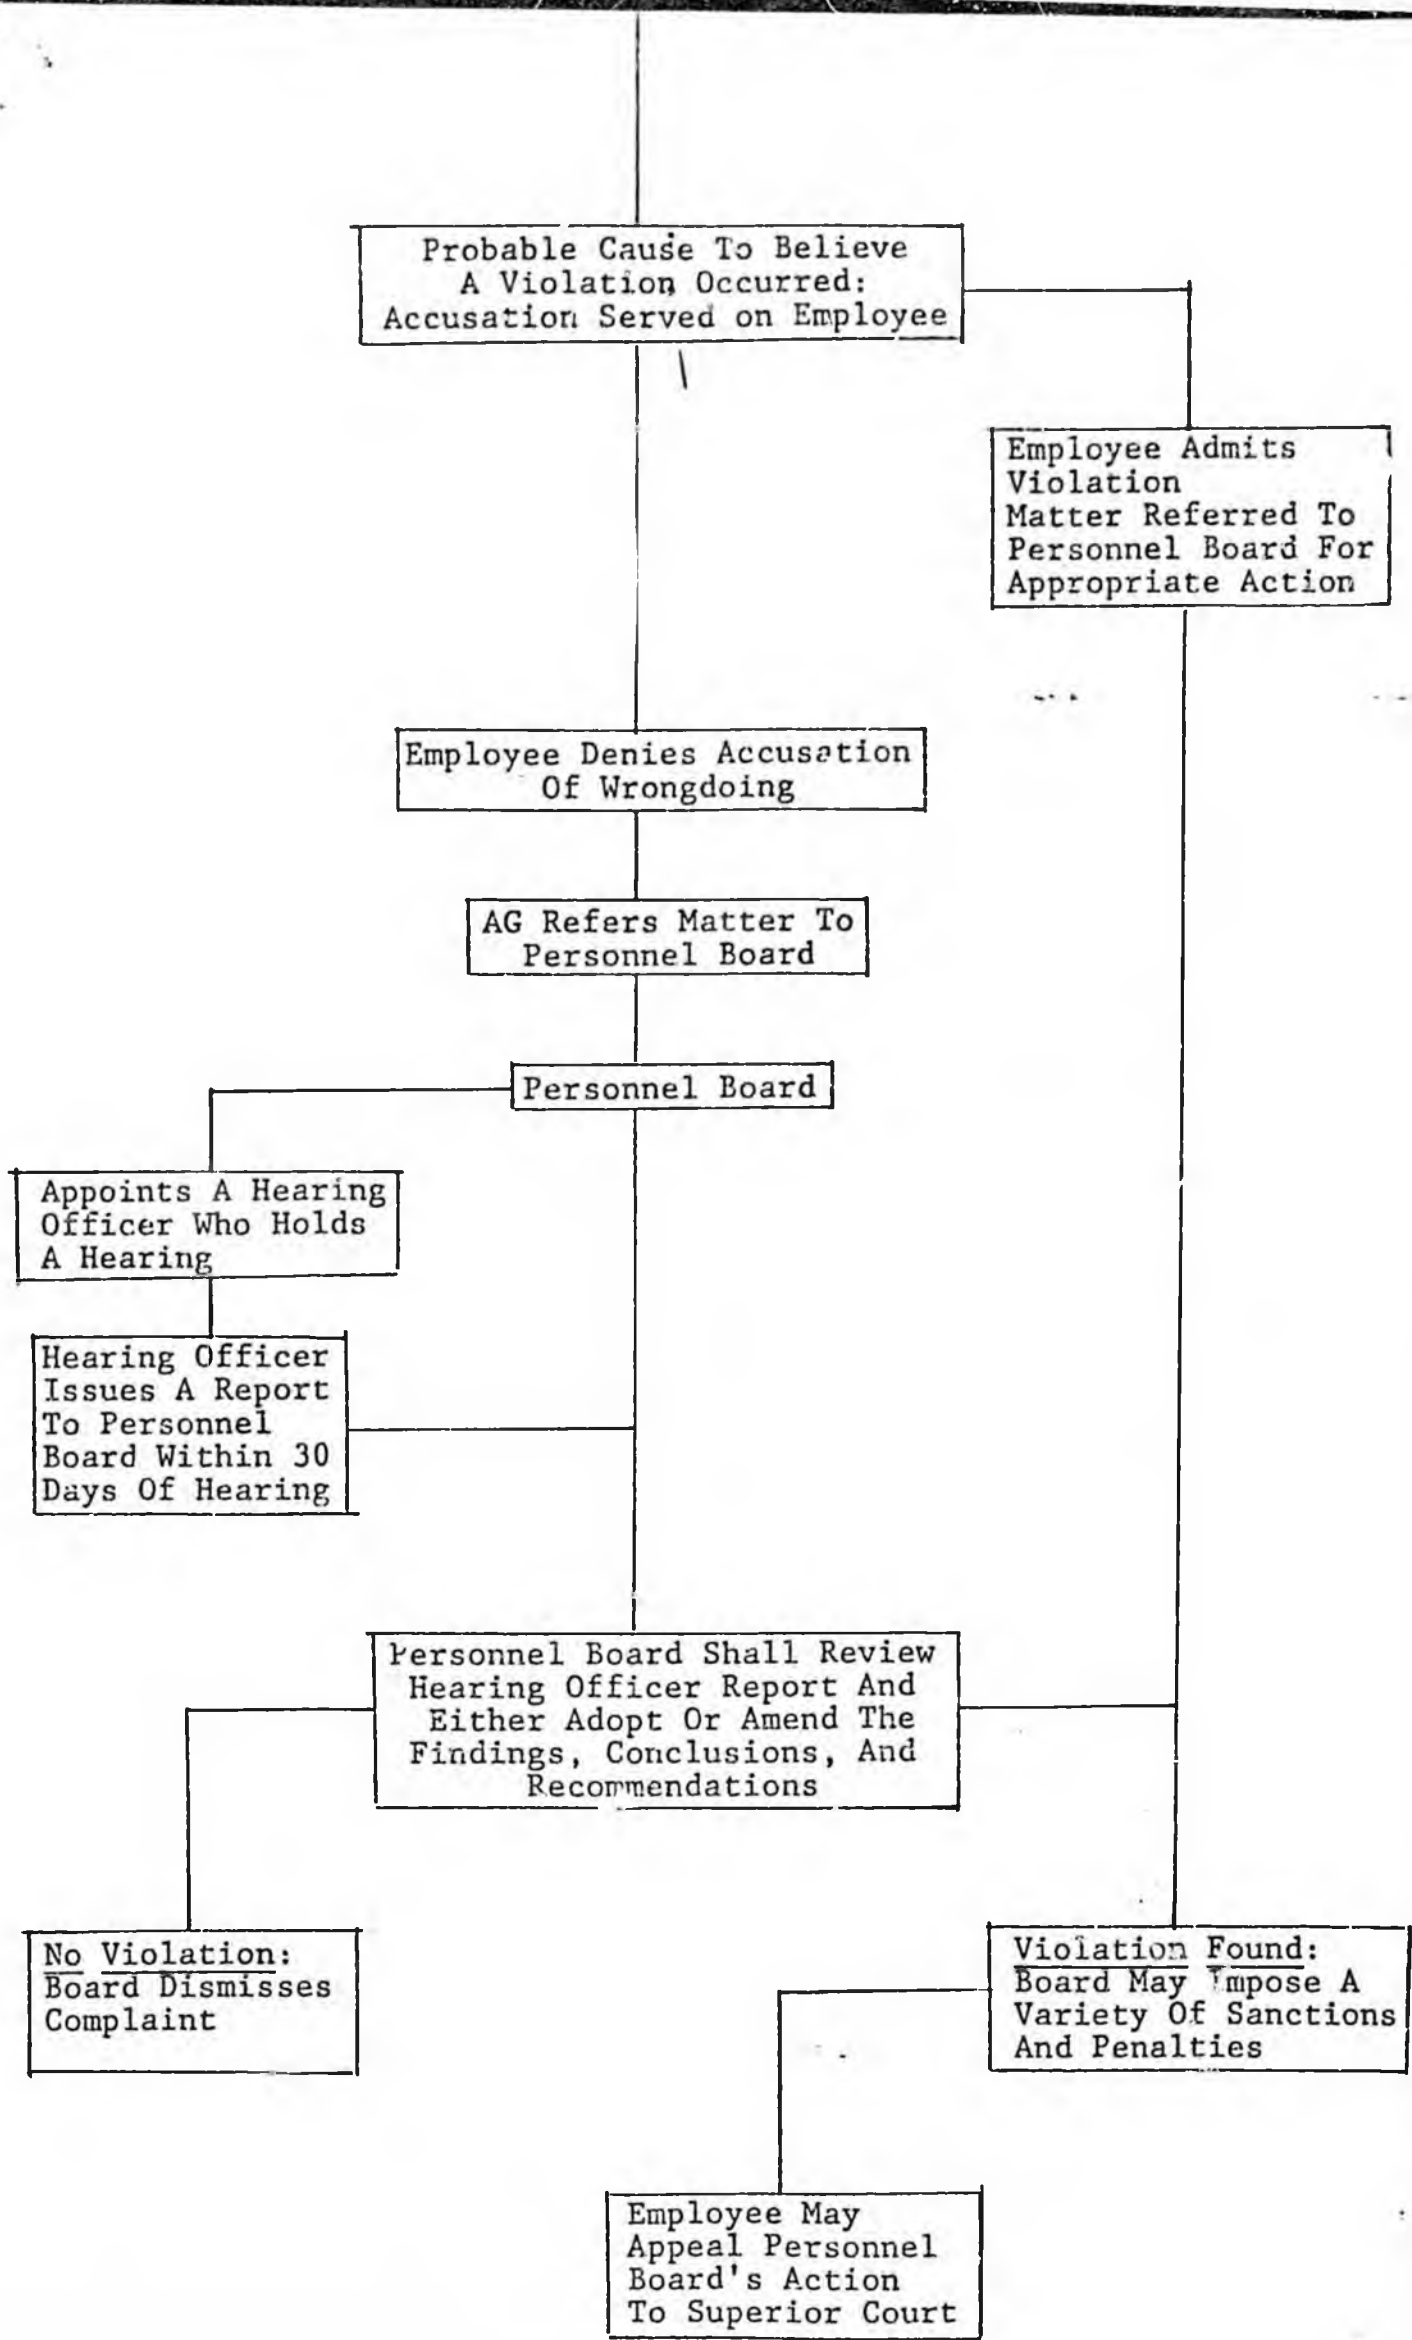 Probable Cause To Believe
A Violation Occurred:
Accusation Served on Employee
Employee Admits
Violation
Matter Referred To
Personnel Board For
Appropriate Action
Employee Denies Accusation
Of Wrongdoing
AG Refers Matter To
Personnel Board
Personnel Board
Appoints A Hearing
Officer Who Holds
A Hearing
Hearing Officer
Issues A Report
To Personnel
Board Within 30
Days Of Hearing
Personnel Board Shall Review
Hearing Officer Report And
Either Adopt Or Amend The
Findings, Conclusions, And
Recommendations
No Violation:
Board Dismisses
Complaint
Violation Found:
Board May Impose A
Variety Of Sanctions
And Penalties
Employee May
Appeal Personnel
Board's Action
To Superior Court